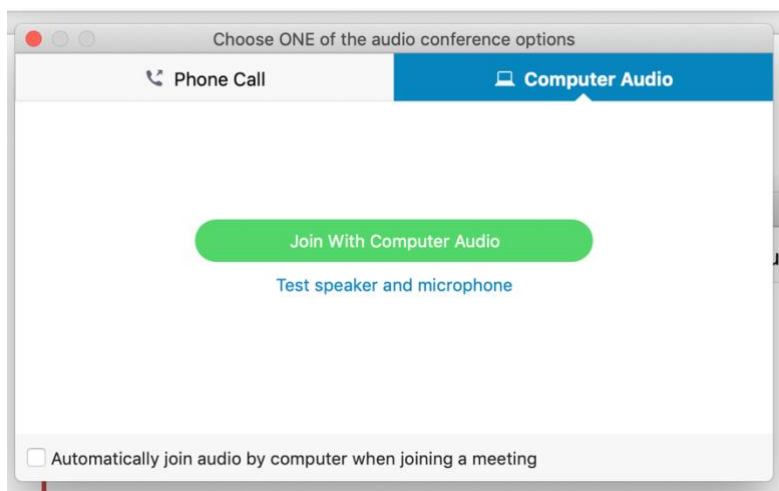 Choose ONE of the audio conference options
Phone Call
Computer Audio
Join With Computer Audio
Test speaker and microphone
Automatically join audio by computer when joining a meeting